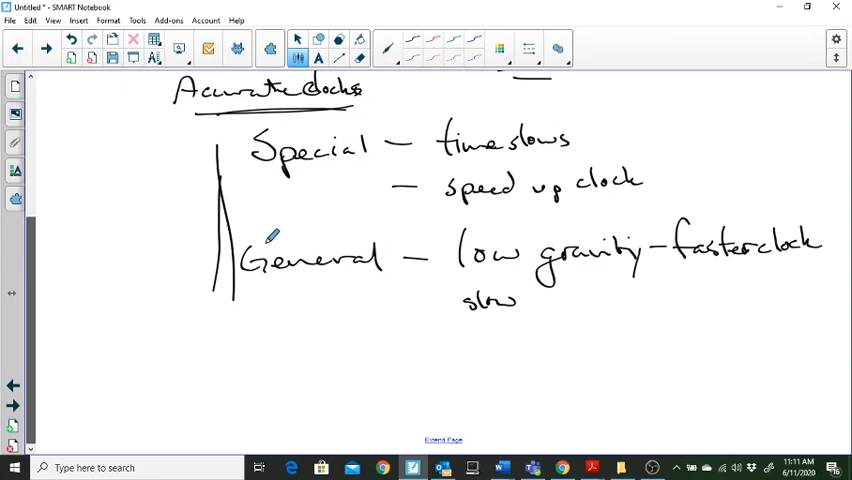 Untitled * - SMART Notebook
File Edit View Insert Format Tools Add-ons Account Help
Accurate clocks
Special - time slows
- speed up clock
General - low gravity - faster clock
slow
Extend Page
Type here to search
11:11 AM
6/11/2020